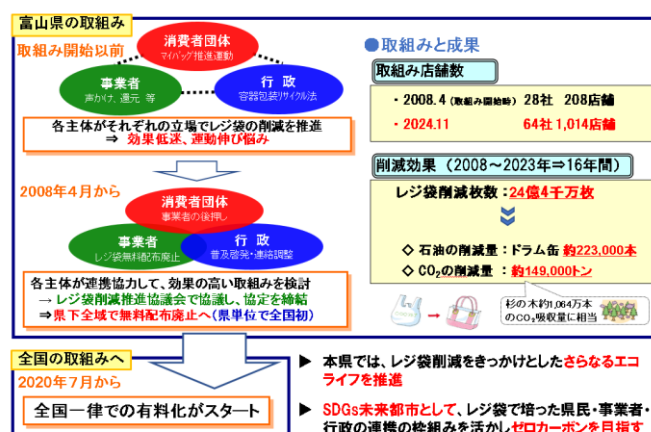 富山県の取組み
取組み開始以前
消費者団体
マイバッグ推進運動
事業者
声かけ、還元 等
行 政
容器包装リサイクル法
各主体がそれぞれの立場でレジ袋の削減を推進
⇒ 効果低迷、運動伸び悩み
2008年4月から
消費者団体
事業者の後押し
事業者
レジ袋無料配布廃止
行 政
普及啓発・連絡調整
各主体が連携協力して、効果の高い取組みを検討
→ レジ袋削減推進協議会で協議し、協定を締結
⇒県下全域で無料配布廃止へ(県単位で全国初)
●取組みと成果
取組み店舗数
・2008.4(取組み開始時) 28社 208店舗
・2024.11 64社 1,014店舗
削減効果(2008~2023年⇒16年間)
レジ袋削減枚数:24億4千万枚
◇ 石油の削減量:ドラム缶 約223,000本
◇ CO₂の削減量 :約149,000トン
杉の木約1,064万本
のCO₂吸収量に相当
全国の取組みへ
2020年7月から
全国一律での有料化がスタート
▶ 本県では、レジ袋削減をきっかけとしたさらなるエコ
ライフを推進
▶ SDGs未来都市として、レジ袋で培った県民・事業者・
行政の連携の枠組みを活かしゼロカーボンを目指す